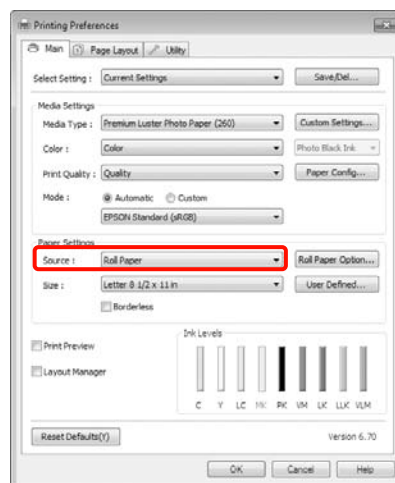 Printing Preferences
Main Page Layout Utility
Select Setting : Current Settings Save/Del...
Media Settings
Media Type : Premium Luster Photo Paper (260) Custom Settings...
Color : Color Photo Black Ink
Print Quality : Quality Paper Config...
Mode : Automatic Custom
EPSON Standard (sRGB)
Paper Settings
Source : Roll Paper Roll Paper Option...
Size : Letter 8 1/2 x 11 in User Defined...
Borderless
Ink Levels
Print Preview
Layout Manager
C Y LC MK PK VM LK LLK VLM
Reset Defaults(Y) Version 6.70
OK Cancel Help